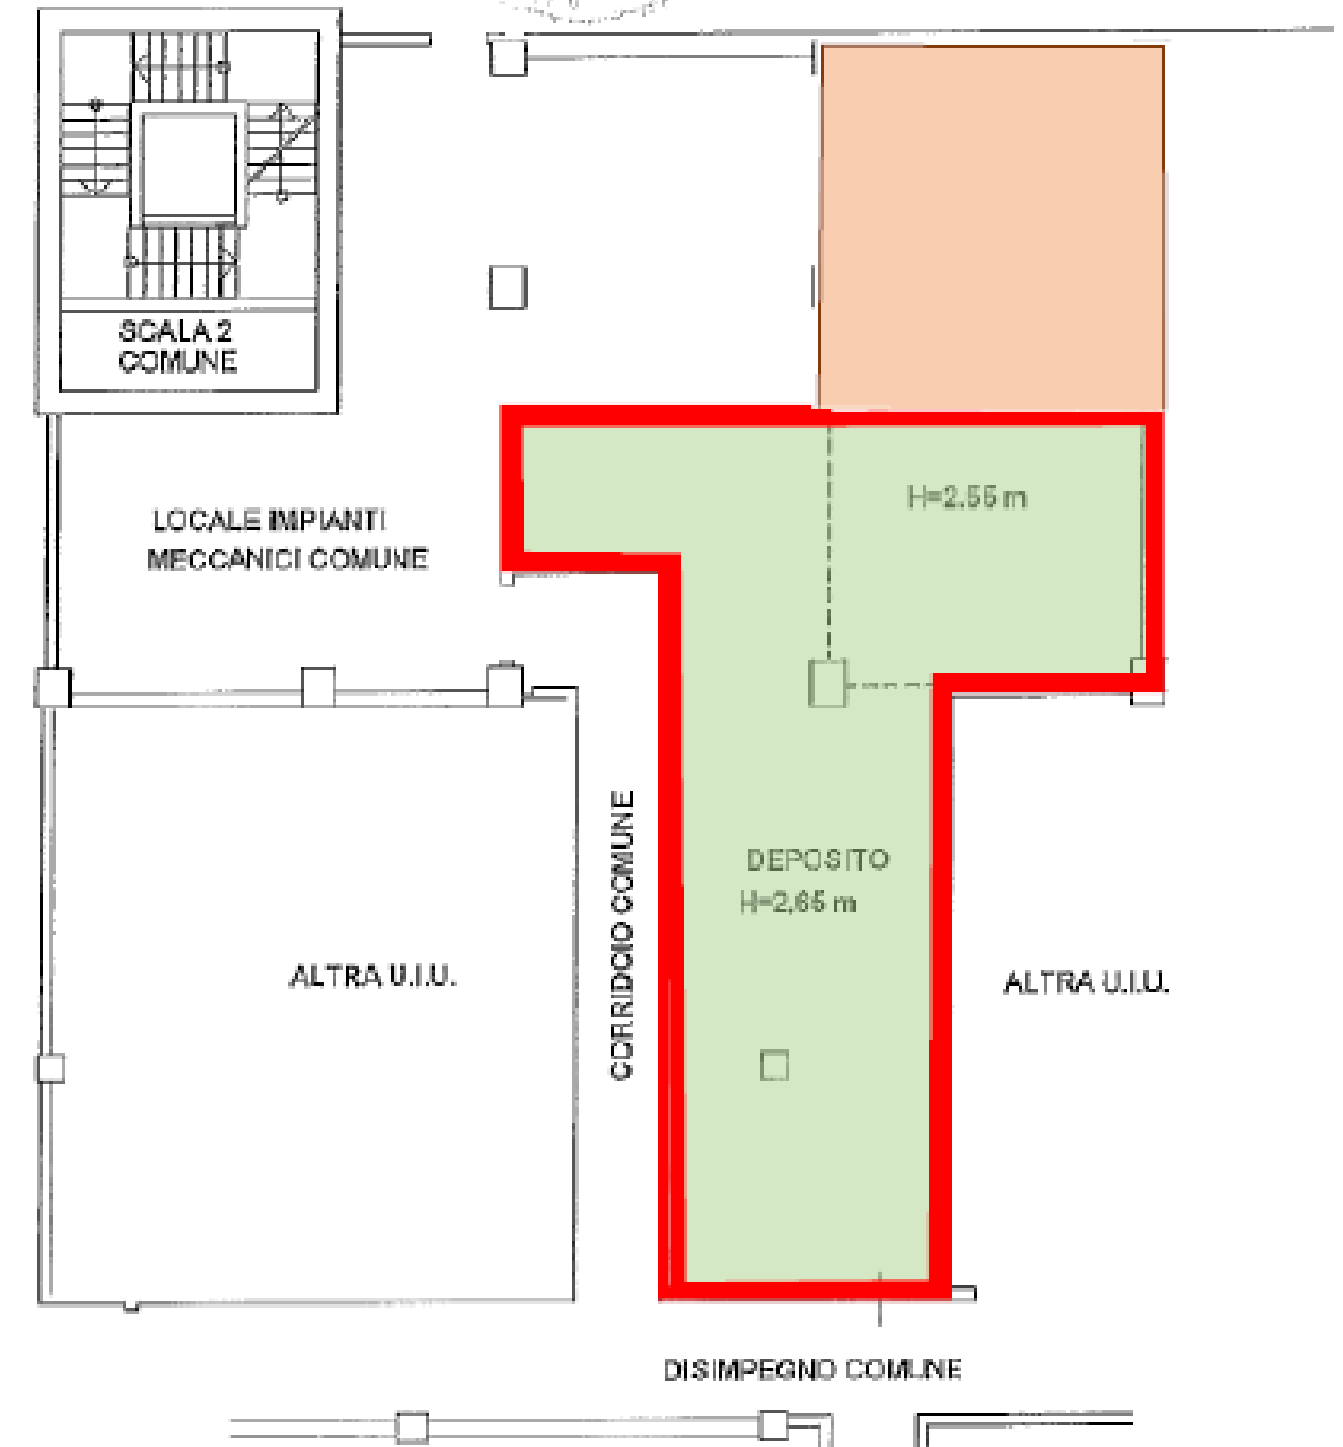 SCALA 2
COMUNE
H=2.55 m
LOCALE IMPIANTI
MECCANICI COMUNE
CORRIDOIO COMUNE
DEPOSITO
H=2,65 m
ALTRA U.I.U.
ALTRA U.I.U.
DISIMPEGNO COMUNE